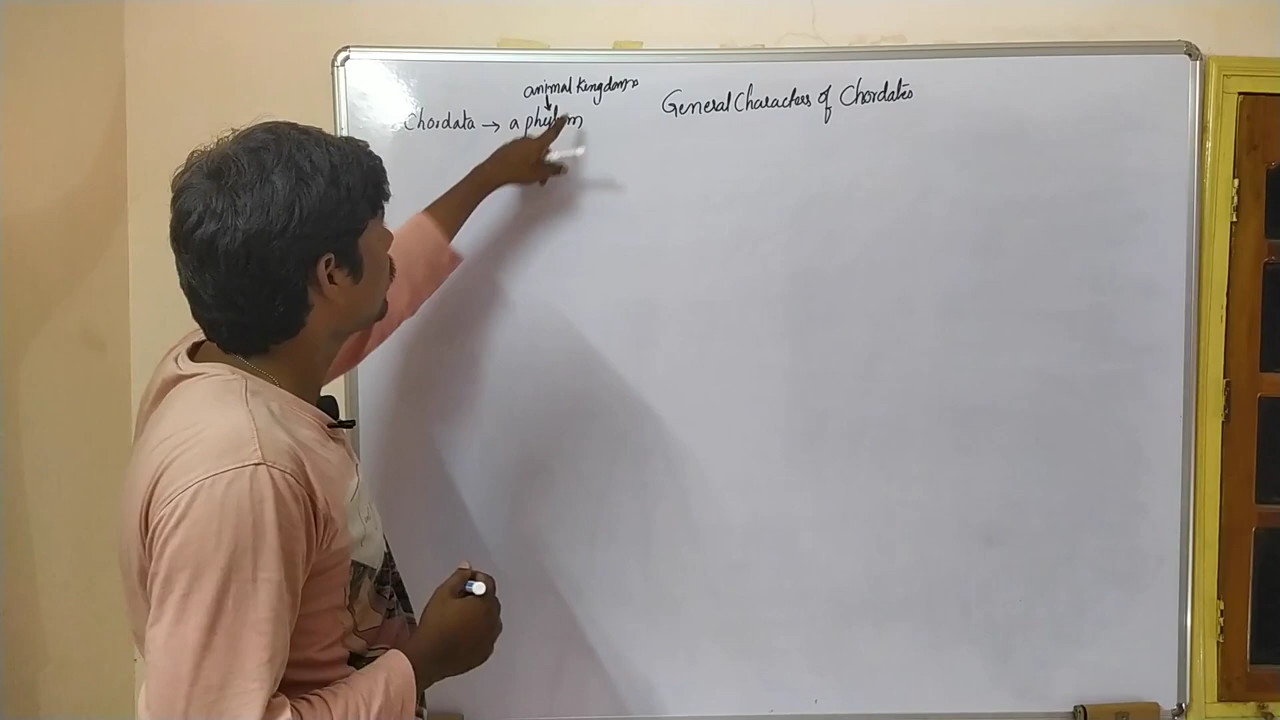 animal Kingdom
Chordata → a phylum
General Characters of Chordates